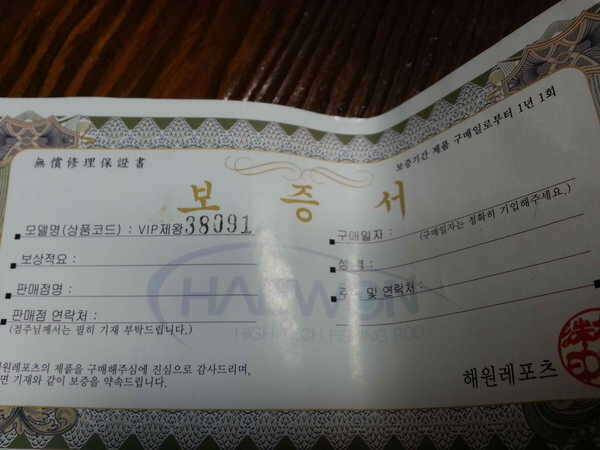 보증기간 제품 구매일로부터 1년 1회
無償修理保證書
보 증 서
모델명(상품코드) : VIP제왕 38091
구매일자 :
(구매일자는 정확히 기입해주세요.)
보상적요 :
성명 :
판매점명 :
주소 및 연락처 :
판매점 연락처 :
(점주님께서는 필히 기재 부탁드립니다.)
HAEWON
해원레포츠의 제품을 구매해주심에 진심으로 감사드리며,
기재와 같이 보증을 약속드립니다.
해원레포츠